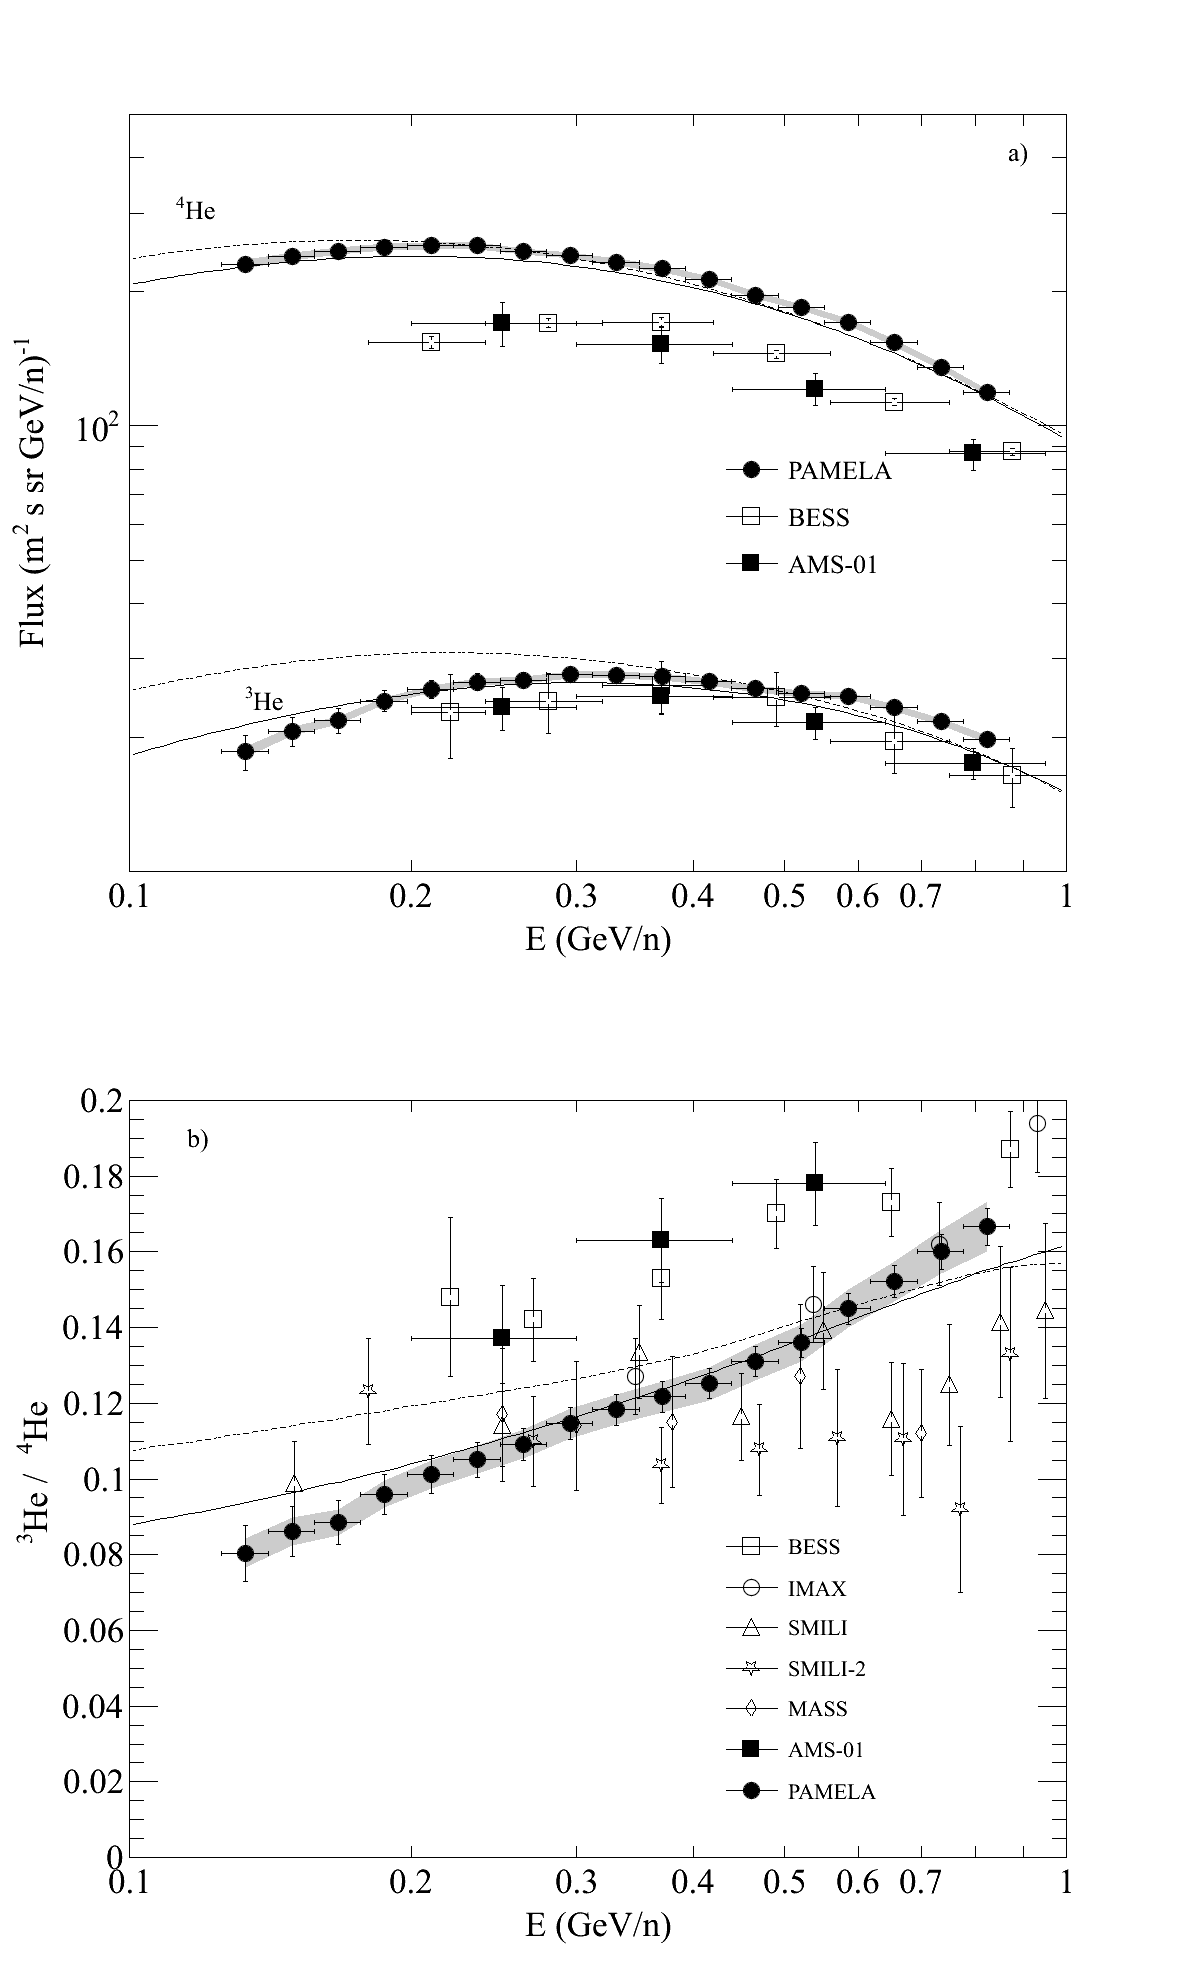 a)
⁴He
10²
PAMELA
BESS
AMS-01
³He
Flux (m² s sr GeV/n)⁻¹
0.1 0.2 0.3 0.4 0.5 0.6 0.7 1
E (GeV/n)
b)
0.2
0.18
0.16
0.14
0.12
0.1
0.08
0.06
0.04
0.02
0
³He / ⁴He
BESS
IMAX
SMILI
SMILI-2
MASS
AMS-01
PAMELA
0.1 0.2 0.3 0.4 0.5 0.6 0.7 1
E (GeV/n)